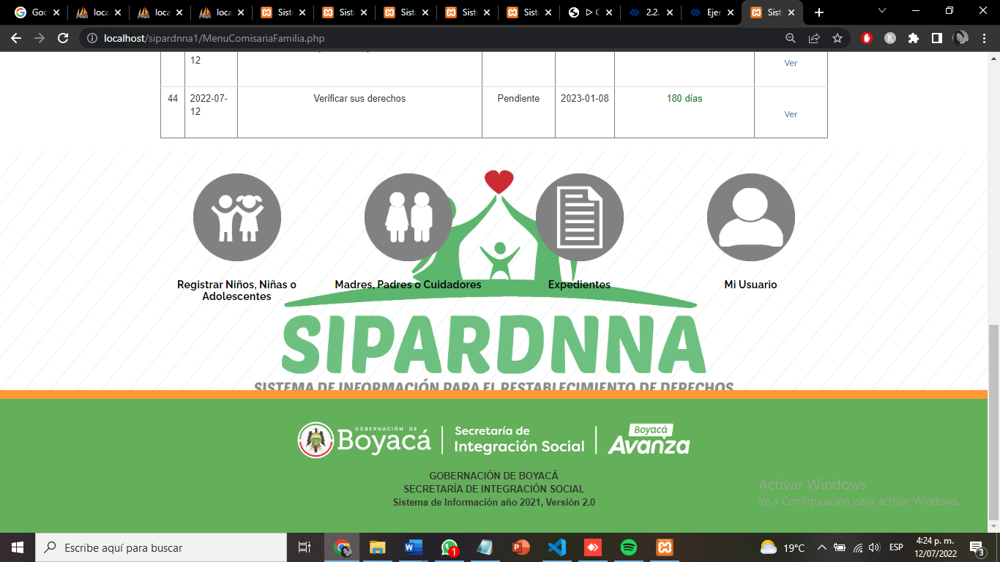 Goo
loca
loca
loca
Sist
Sist
Sist
Sist
Sist
2.2.
Ejer
Sist
localhost/sipardnna1/MenuComisariaFamilia.php
12
Ver
44
2022-07-
12
Verificar sus derechos
Pendiente
2023-01-08
180 días
Ver
Registrar Niños, Niñas o
Adolescentes
Madres, Padres o Cuidadores
Expedientes
Mi Usuario
SIPARDNNA
SISTEMA DE INFORMACIÓN PARA EL RESTABLECIMIENTO DE DERECHOS
GOBERNACIÓN DE
Boyacá
Secretaría de
Integración Social
Boyacá
Avanza
GOBERNACIÓN DE BOYACÁ
SECRETARÍA DE INTEGRACIÓN SOCIAL
Sistema de Información año 2021, Versión 2.0
Activar Windows
Ve a Configuración para activar Windows.
Escribe aquí para buscar
1
19°C
ESP
4:24 p. m.
12/07/2022
3